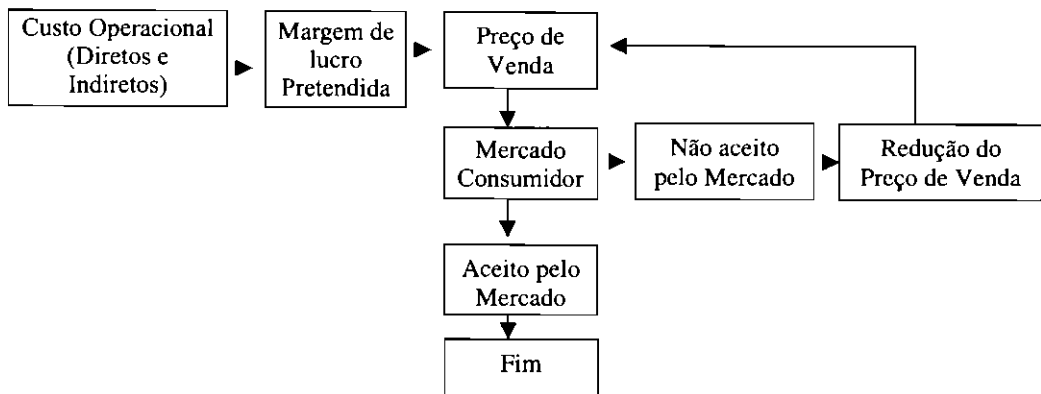 Custo Operacional
(Diretos e
Indiretos)
Margem de
lucro
Pretendida
Preço de
Venda
Mercado
Consumidor
Não aceito
pelo Mercado
Redução do
Preço de Venda
Aceito pelo
Mercado
Fim